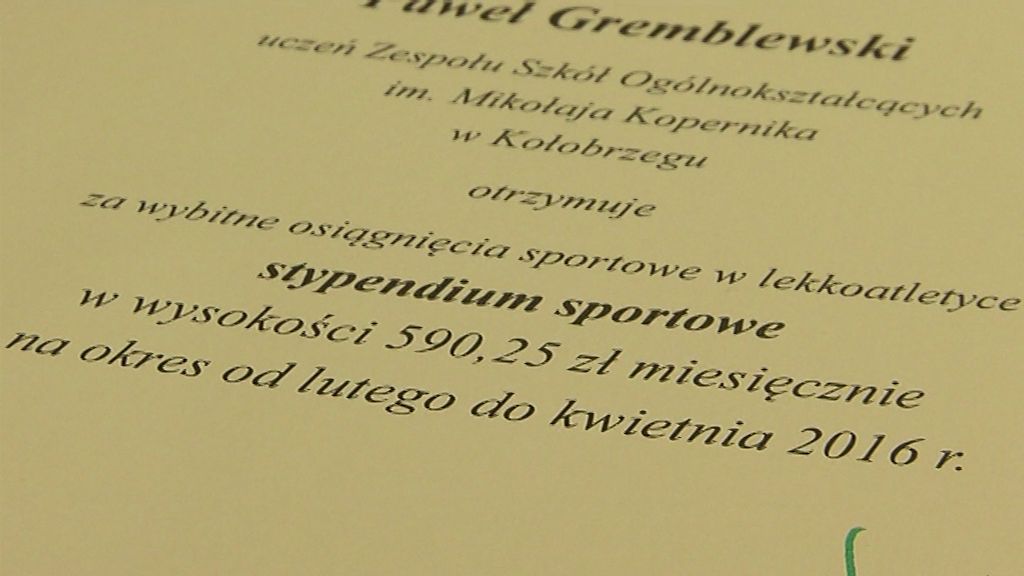 Paweł Gremblewski
uczeń Zespołu Szkół Ogólnokształcących
im. Mikołaja Kopernika
w Kołobrzegu
otrzymuje
za wybitne osiągnięcia sportowe w lekkoatletyce
stypendium sportowe
w wysokości 590,25 zł miesięcznie
na okres od lutego do kwietnia 2016 r.